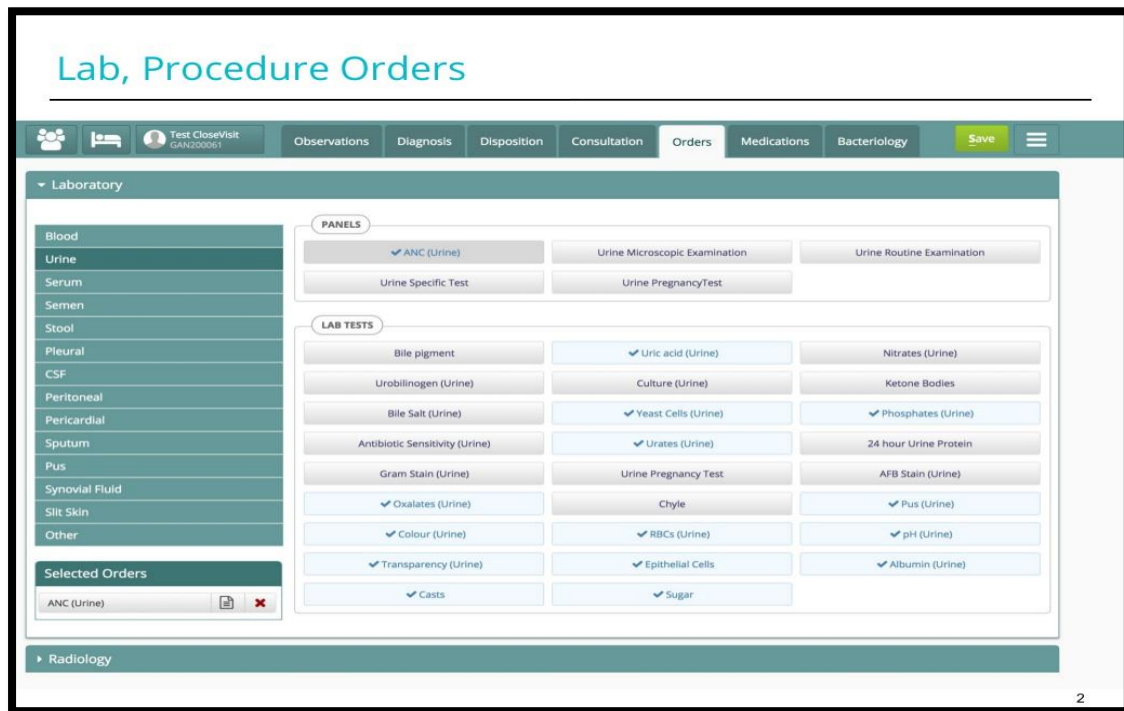 Lab, Procedure Orders
Test CloseVisit
GAN200061
Observations Diagnosis Disposition Consultation Orders Medications Bacteriology Save
Laboratory
Blood
Urine
Serum
Semen
Stool
Pleural
CSF
Peritoneal
Pericardial
Sputum
Pus
Synovial Fluid
Slit Skin
Other
Selected Orders
ANC (Urine)
PANELS
ANC (Urine) Urine Microscopic Examination Urine Routine Examination
Urine Specific Test Urine PregnancyTest
LAB TESTS
Bile pigment Uric acid (Urine) Nitrates (Urine)
Urobilinogen (Urine) Culture (Urine) Ketone Bodies
Bile Salt (Urine) Yeast Cells (Urine) Phosphates (Urine)
Antibiotic Sensitivity (Urine) Urates (Urine) 24 hour Urine Protein
Gram Stain (Urine) Urine Pregnancy Test AFB Stain (Urine)
Oxalates (Urine) Chyle Pus (Urine)
Colour (Urine) RBCs (Urine) pH (Urine)
Transparency (Urine) Epithelial Cells Albumin (Urine)
Casts Sugar
Radiology
2